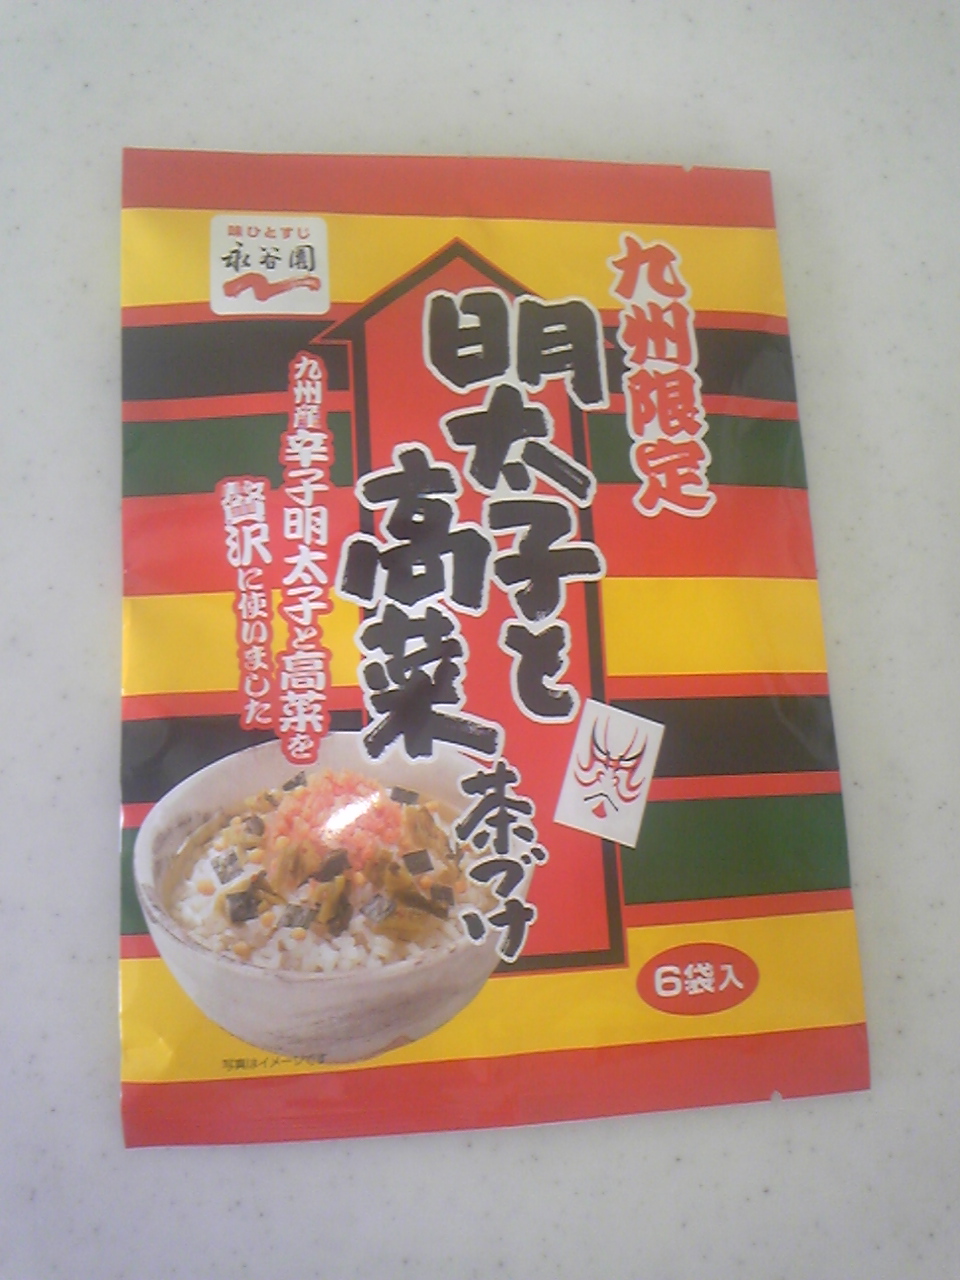 味ひとすじ
永谷園
九州限定
明太子と
高菜
茶づけ
九州産辛子明太子と高菜を
贅沢に使いました
6袋入
写真はイメージです